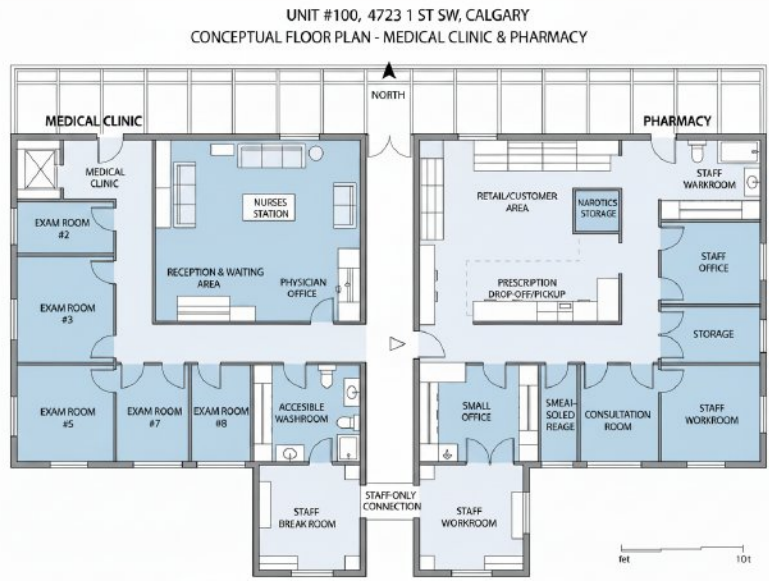 UNIT #100, 4723 1 ST SW, CALGARY
CONCEPTUAL FLOOR PLAN - MEDICAL CLINIC & PHARMACY
NORTH
MEDICAL CLINIC
PHARMACY
MEDICAL
CLINIC
NURSES
STATION
RETAIL/CUSTOMER
AREA
NAROTICS
STORAGE
STAFF
WARKROOM
EXAM ROOM
#2
STAFF
OFFICE
RECEPTION & WAITING
AREA
PHYSICIAN
OFFICE
PRESCRIPTION
DROP-OFF/PICKUP
EXAM ROOM
#3
STORAGE
EXAM ROOM
#5
EXAM ROOM
#7
EXAM ROOM
#8
ACCESIBLE
WASHROOM
SMALL
OFFICE
SMEAI-
SOLED
REAGE
CONSULTATION
ROOM
STAFF
WORKROOM
STAFF-ONLY
CONNECTION
STAFF
BREAK ROOM
STAFF
WORKROOM
fet
10t